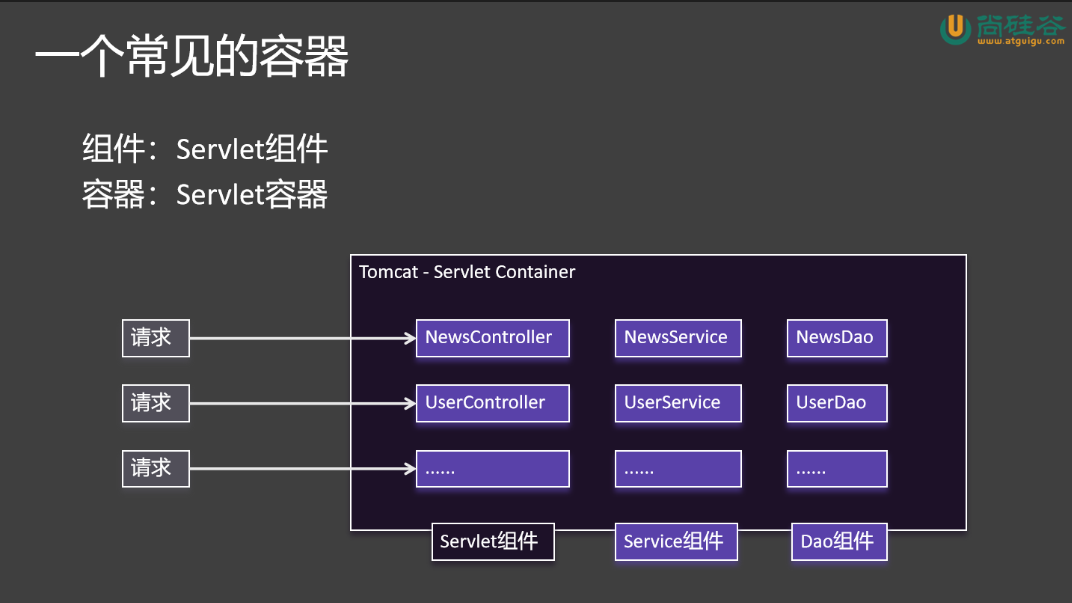 尚硅谷
www.atguigu.com
一个常见的容器
组件：Servlet组件
容器：Servlet容器
Tomcat - Servlet Container
请求 NewsController NewsService NewsDao
请求 UserController UserService UserDao
请求 ...... ...... ......
Servlet组件 Service组件 Dao组件